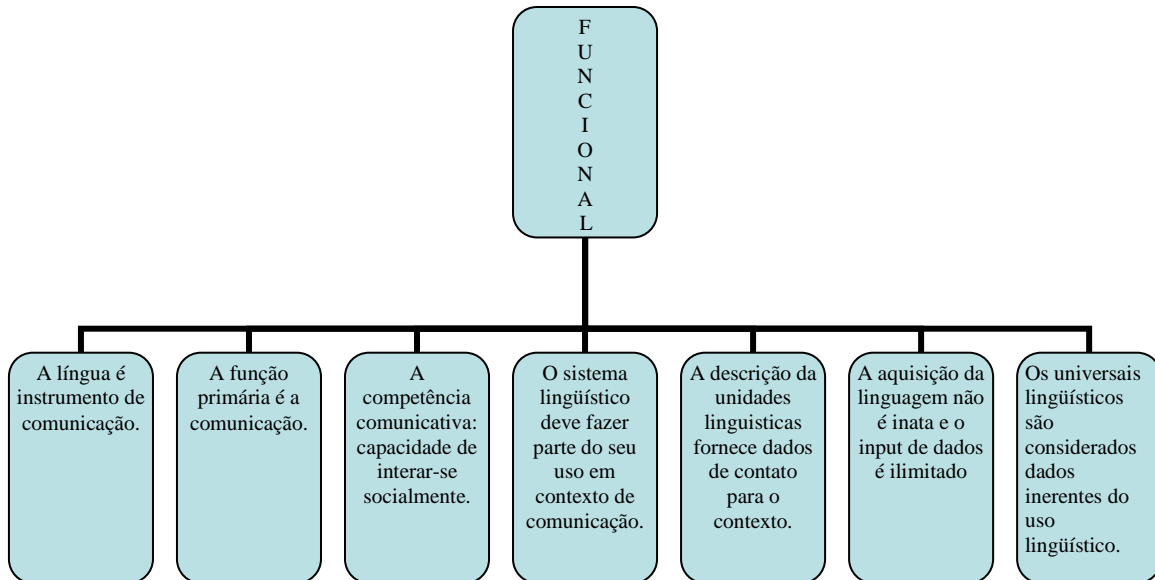 F
U
N
C
I
O
N
A
L
A língua é
instrumento de
comunicação.
A função
primária é a
comunicação.
A
competência
comunicativa:
capacidade de
interar-se
socialmente.
O sistema
lingüístico
deve fazer
parte do seu
uso em
contexto de
comunicação.
A descrição da
unidades
linguisticas
fornece dados
de contato
para o
contexto.
A aquisição da
linguagem não
é inata e o
input de dados
é ilimitado
Os universais
lingüísticos
são
considerados
dados
inerentes do
uso
lingüístico.